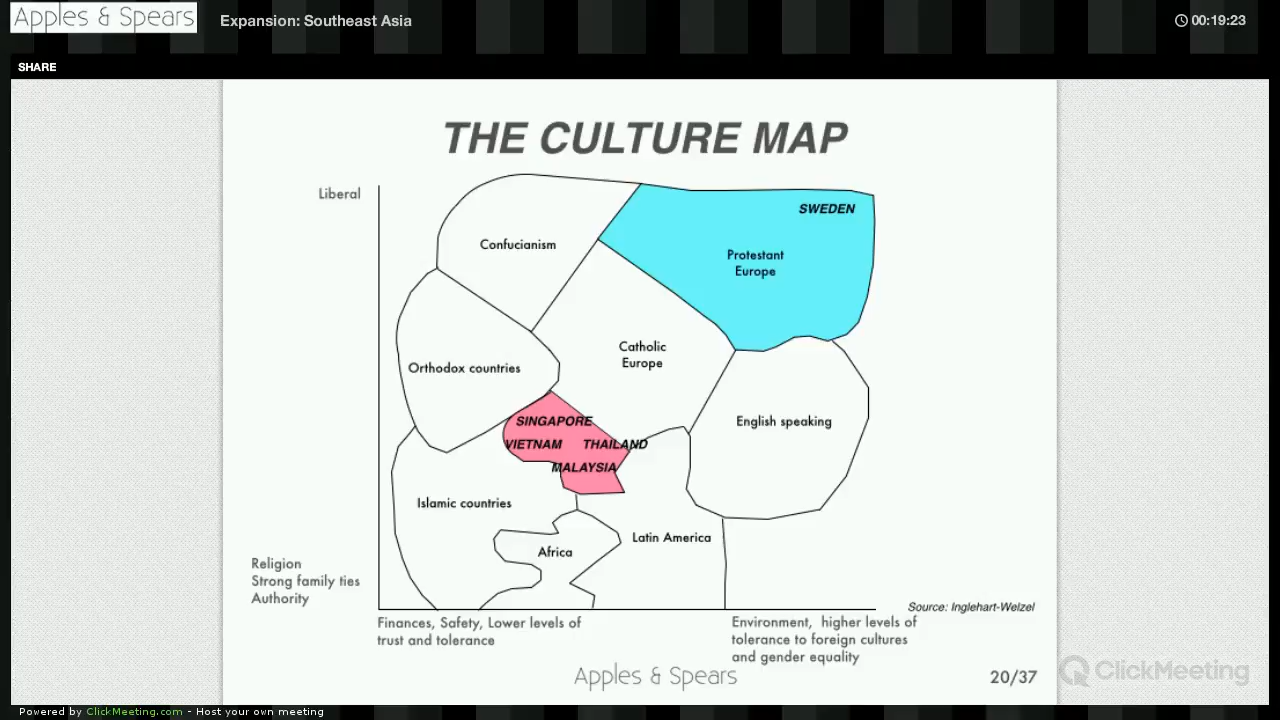 Apples & Spears
Expansion: Southeast Asia
00:19:23
SHARE
THE CULTURE MAP
Liberal
SWEDEN
Confucianism
Protestant
Europe
Catholic
Europe
Orthodox countries
SINGAPORE
English speaking
VIETNAM THAILAND
MALAYSIA
Islamic countries
Latin America
Africa
Religion
Strong family ties
Authority
Source: Inglehart-Welzel
Finances, Safety, Lower levels of
trust and tolerance
Environment, higher levels of
tolerance to foreign cultures
and gender equality
Apples & Spears
20/37
ClickMeeting
Powered by ClickMeeting.com - Host your own meeting